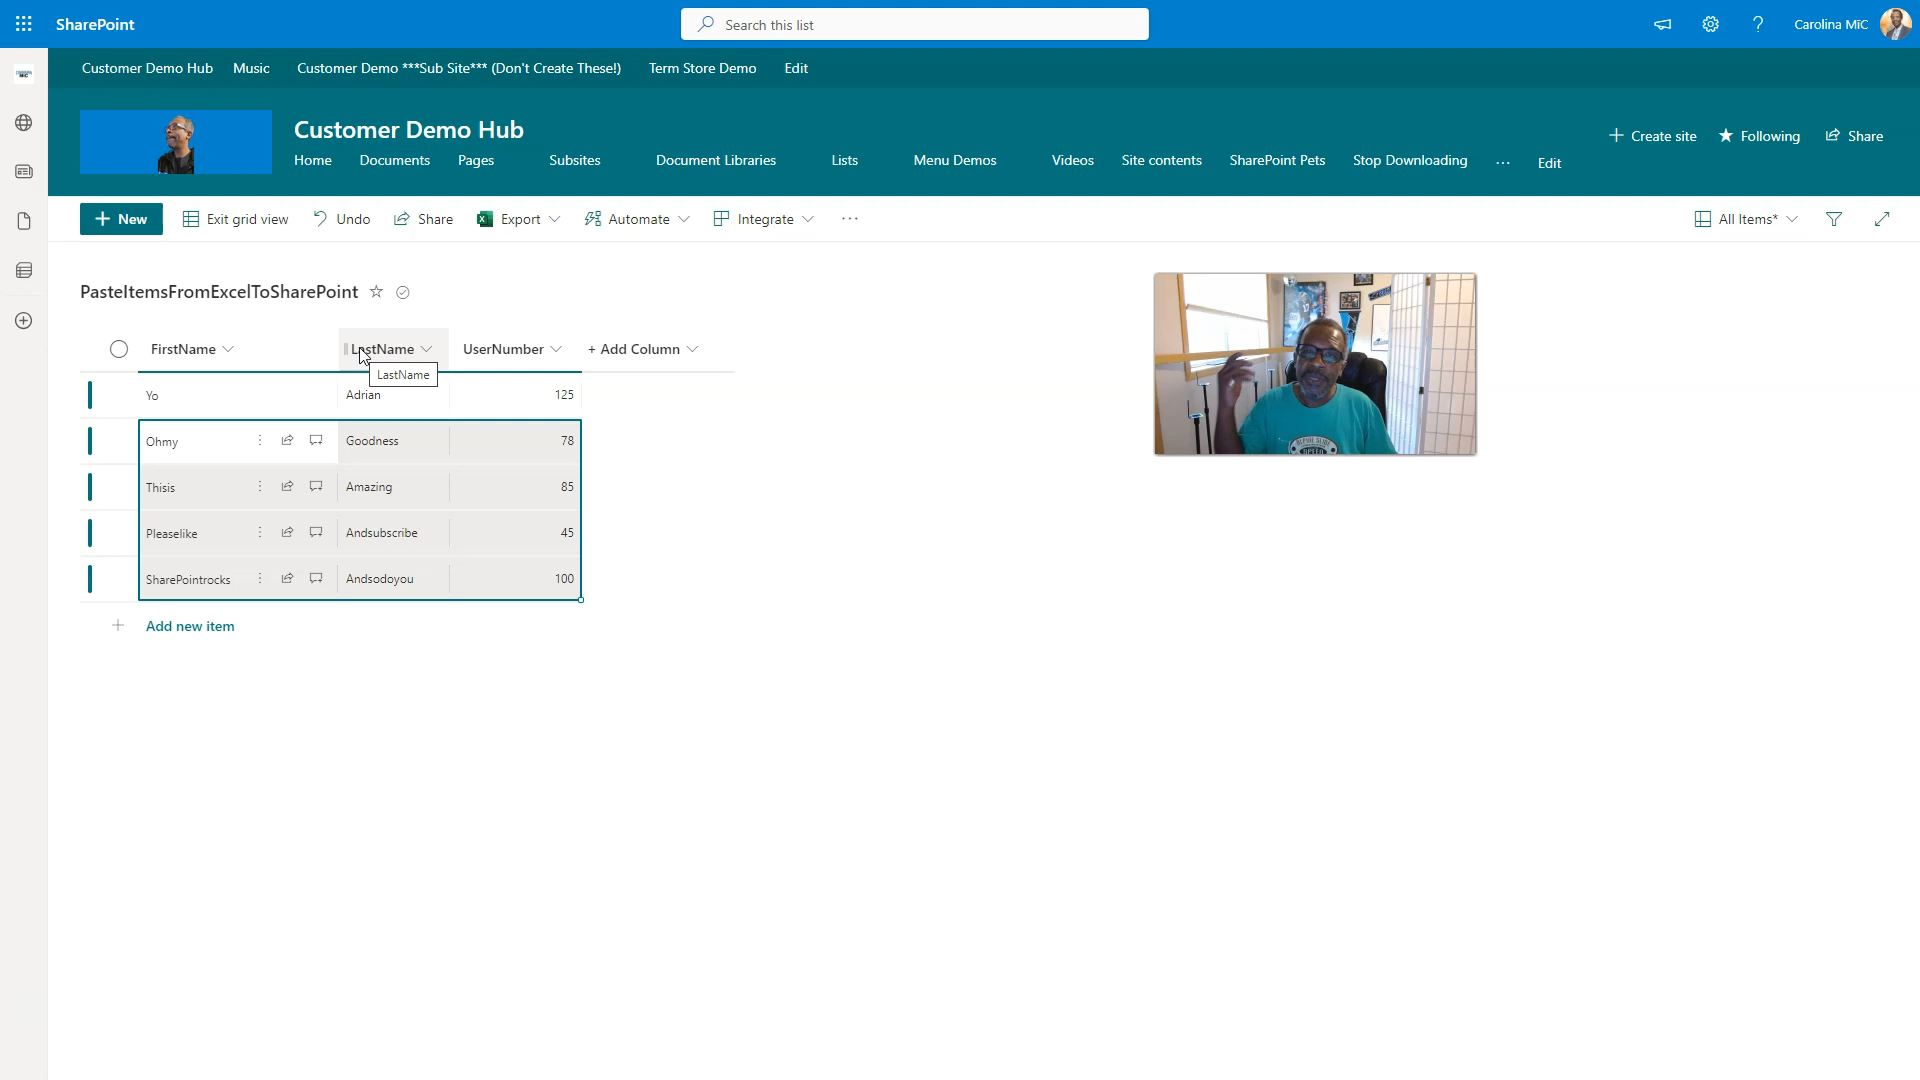 SharePoint
Search this list
Carolina MiC
Customer Demo Hub Music Customer Demo ***Sub Site*** (Don't Create These!) Term Store Demo Edit
Customer Demo Hub
Create site Following Share
Home Documents Pages Subsites Document Libraries Lists Menu Demos Videos Site contents SharePoint Pets Stop Downloading ... Edit
New Exit grid view Undo Share Export Automate Integrate ... All Items*
PasteItemsFromExcelToSharePoint
FirstName LastName UserNumber + Add Column
LastName
Yo Adrian 125
Ohmy Goodness 78
Thisis Amazing 85
Pleaselike Andsubscribe 45
SharePointrocks Andsodoyou 100
Add new item